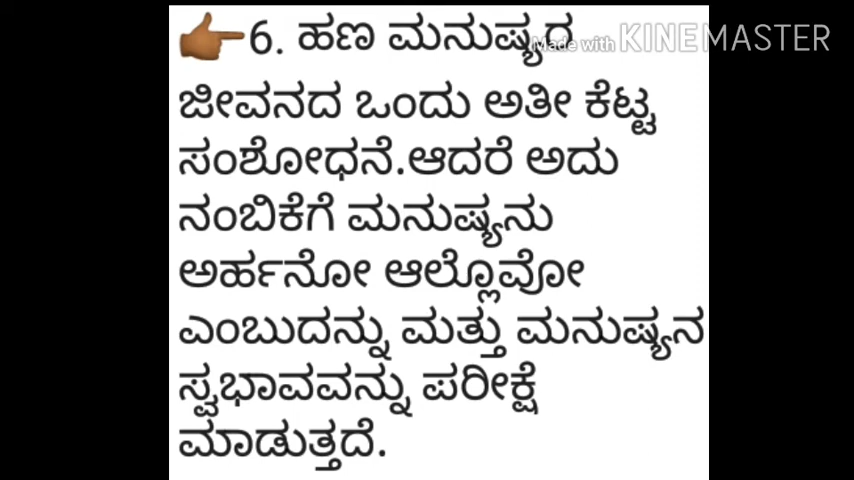 👉6. ಹಣ ಮನುಷ್ಯರ
Made with KINEMASTER
ಜೀವನದ ಒಂದು ಅತೀ ಕೆಟ್ಟ
ಸಂಶೋಧನೆ.ಆದರೆ ಅದು
ನಂಬಿಕೆಗೆ ಮನುಷ್ಯನು
ಅರ್ಹನೋ ಆಲ್ಲೊವೋ
ಎಂಬುದನ್ನು ಮತ್ತು ಮನುಷ್ಯನ
ಸ್ವಭಾವವನ್ನು ಪರೀಕ್ಷೆ
ಮಾಡುತ್ತದೆ.